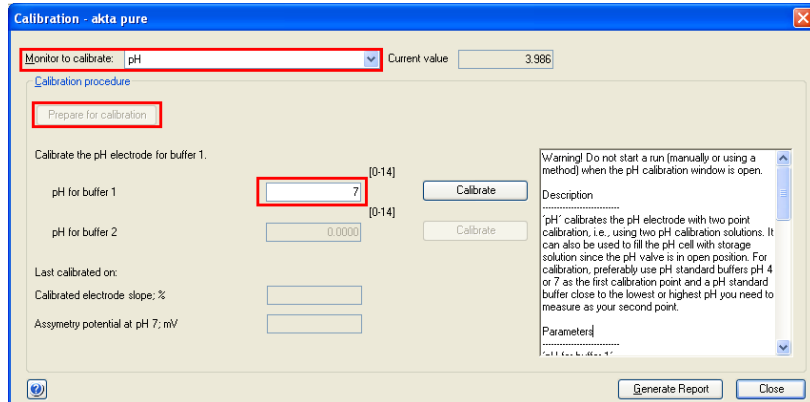 Calibration - akta pure
Monitor to calibrate: pH Current value 3.986
Calibration procedure
Prepare for calibration
Calibrate the pH electrode for buffer 1.
[0-14]
pH for buffer 1 7 Calibrate
[0-14]
pH for buffer 2 0.0000 Calibrate
Last calibrated on:
Calibrated electrode slope; %
Assymetry potential at pH 7; mV
Warning! Do not start a run (manually or using a
method) when the pH calibration window is open.
Description
---------------------------
'pH' calibrates the pH electrode with two point
calibration, i.e., using two pH calibration solutions. It
can also be used to fill the pH cell with storage
solution since the pH valve is in open position. For
calibration, preferably use pH standard buffers pH 4
or 7 as the first calibration point and a pH standard
buffer close to the lowest or highest pH you need to
measure as your second point.
Parameters
---------------------------
'pH for buffer 1'
Generate Report Close